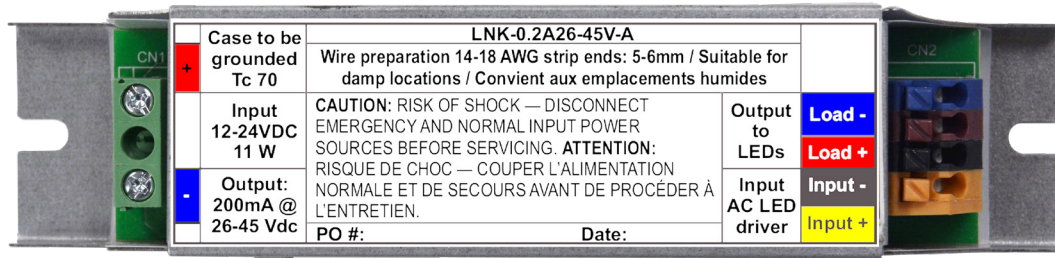 CN1
+
-
Case to be
grounded
Tc 70
Input
12-24VDC
11 W
Output:
200mA @
26-45 Vdc
LNK-0.2A26-45V-A
Wire preparation 14-18 AWG strip ends: 5-6mm / Suitable for
damp locations / Convient aux emplacements humides
CAUTION: RISK OF SHOCK — DISCONNECT
EMERGENCY AND NORMAL INPUT POWER
SOURCES BEFORE SERVICING. ATTENTION:
RISQUE DE CHOC — COUPER L'ALIMENTATION
NORMALE ET DE SECOURS AVANT DE PROCÉDER À
L'ENTRETIEN.
PO #: Date:
Output
to
LEDs
Input
AC LED
driver
Load -
Load +
Input -
Input +
CN2